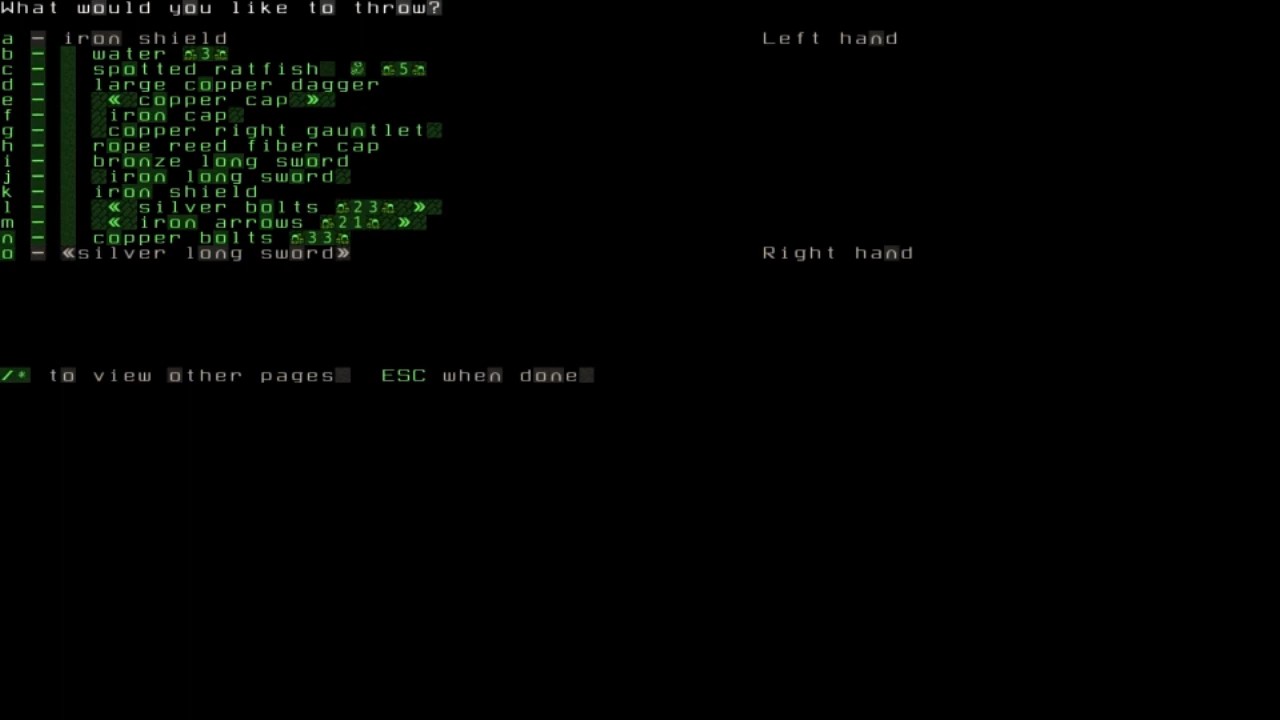 What would you like to throw?
a - iron shield Left hand
b - water 3
c - spotted ratfish 5
d - large copper dagger
e - «copper cap»
f - iron cap
g - copper right gauntlet
h - rope reed fiber cap
i - bronze long sword
j - iron long sword
k - iron shield
l - «silver bolts 23»
m - «iron arrows 21»
n - copper bolts 33
o - «silver long sword» Right hand
/* to view other pages ESC when done